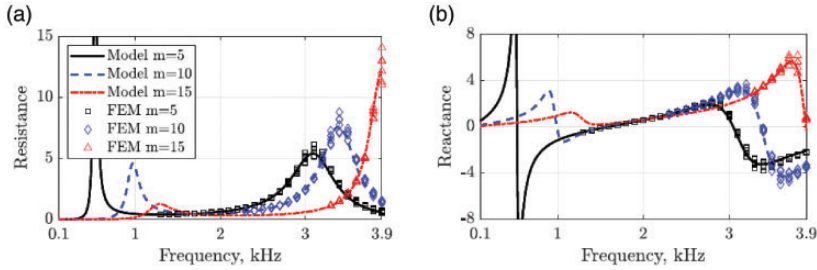 (a)
15
10
5
0
Resistance
Model m=5
Model m=10
Model m=15
FEM m=5
FEM m=10
FEM m=15
0.1 1 2 3 3.9
Frequency, kHz
(b)
8
4
0
-4
-8
Reactance
0.1 1 2 3 3.9
Frequency, kHz